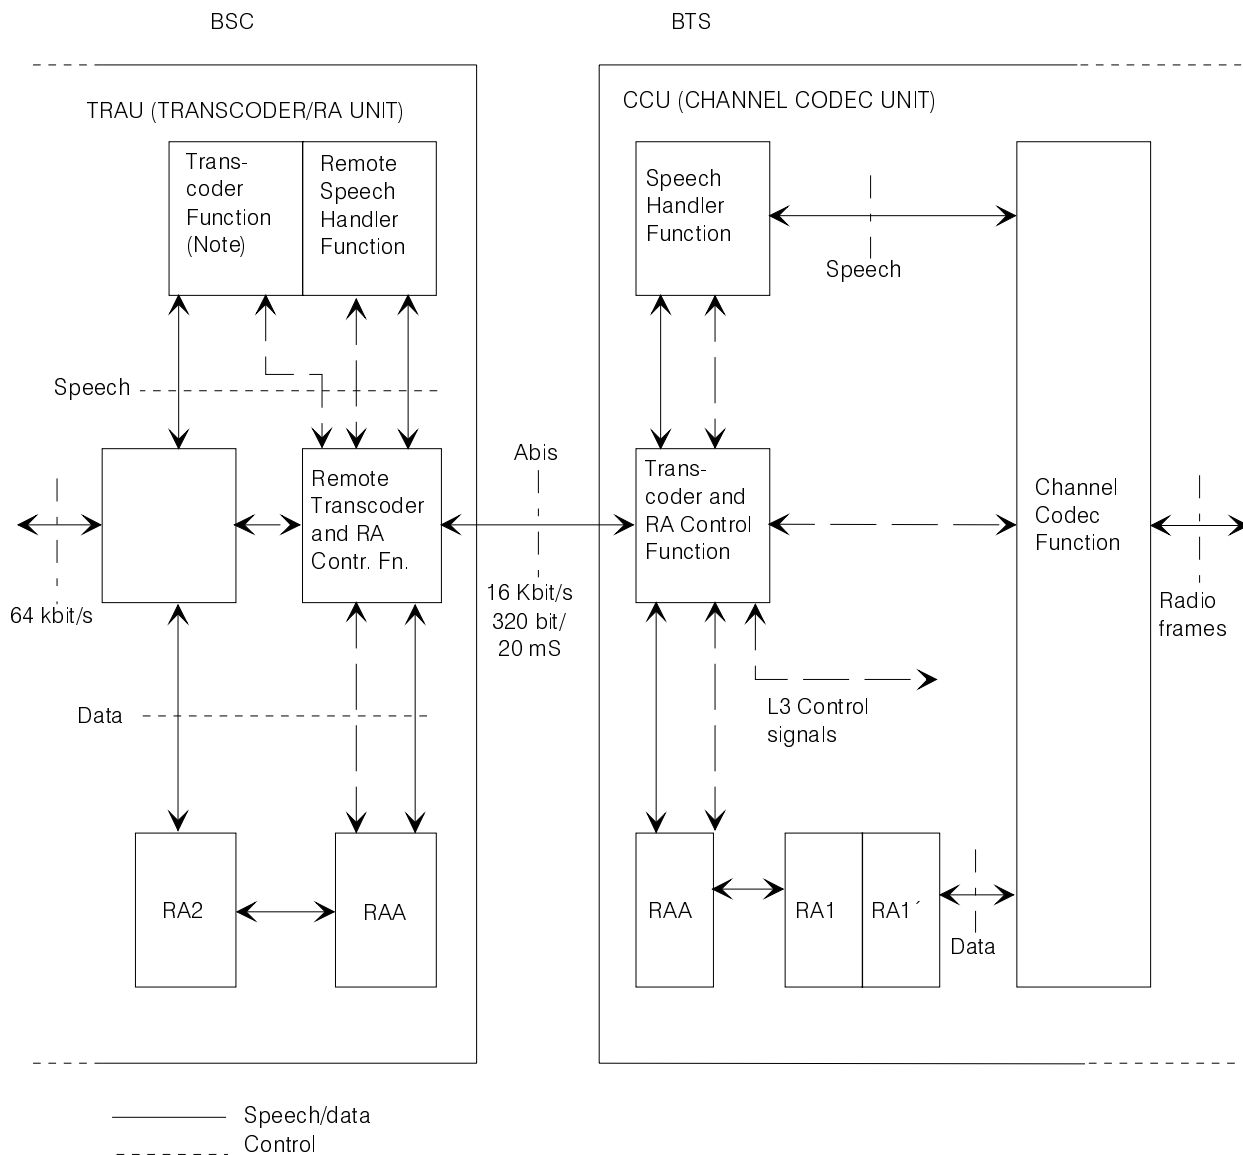 BSC
BTS
TRAU (TRANSCODER/RA UNIT)
CCU (CHANNEL CODEC UNIT)
Trans-
coder
Function
(Note)
Remote
Speech
Handler
Function
Speech
Handler
Function
Speech
Speech
Abis
Remote
Transcoder
and RA
Contr. Fn.
Trans-
coder and
RA Control
Function
Channel
Codec
Function
64 kbit/s
16 Kbit/s
320 bit/
20 mS
Radio
frames
L3 Control
signals
Data
RA2
RAA
RAA
RA1
RA1´
Data
Speech/data
Control